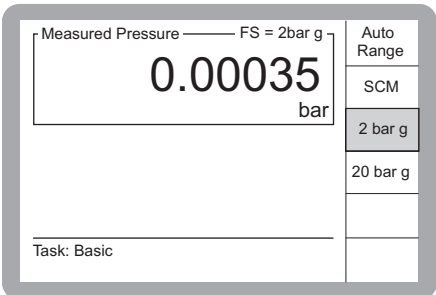 Measured Pressure FS = 2bar g
0.00035
bar
Task: Basic
Auto
Range
SCM
2 bar g
20 bar g